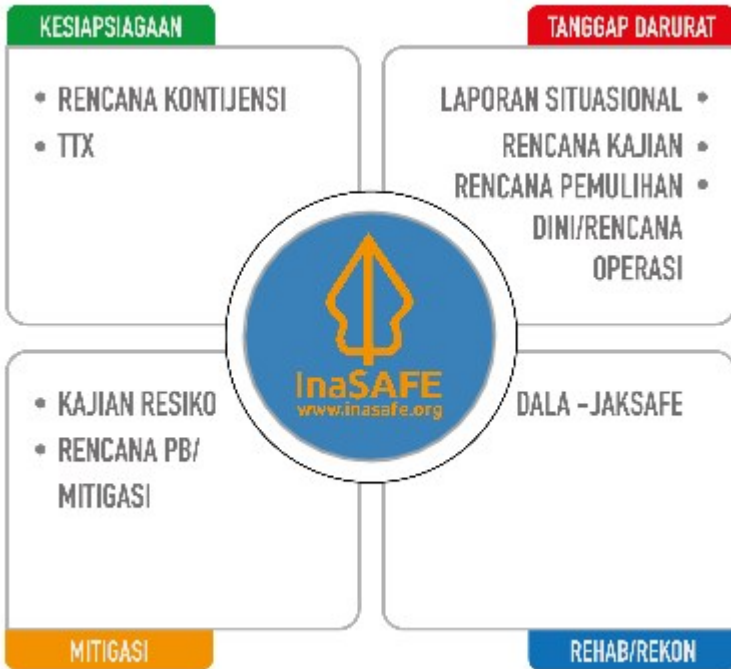 KESIAPSIAGAAN
• RENCANA KONTIJENSI
• TTX
TANGGAP DARURAT
LAPORAN SITUASIONAL •
RENCANA KAJIAN •
RENCANA PEMULIHAN •
DINI/RENCANA
OPERASI
InaSAFE
www.inasafe.org
• KAJIAN RESIKO
• RENCANA PB/
MITIGASI
MITIGASI
DALA -JAKSAFE
REHAB/REKON